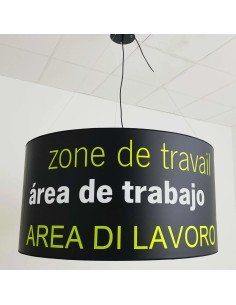 zone de travail
área de trabajo
AREA DI LAVORO